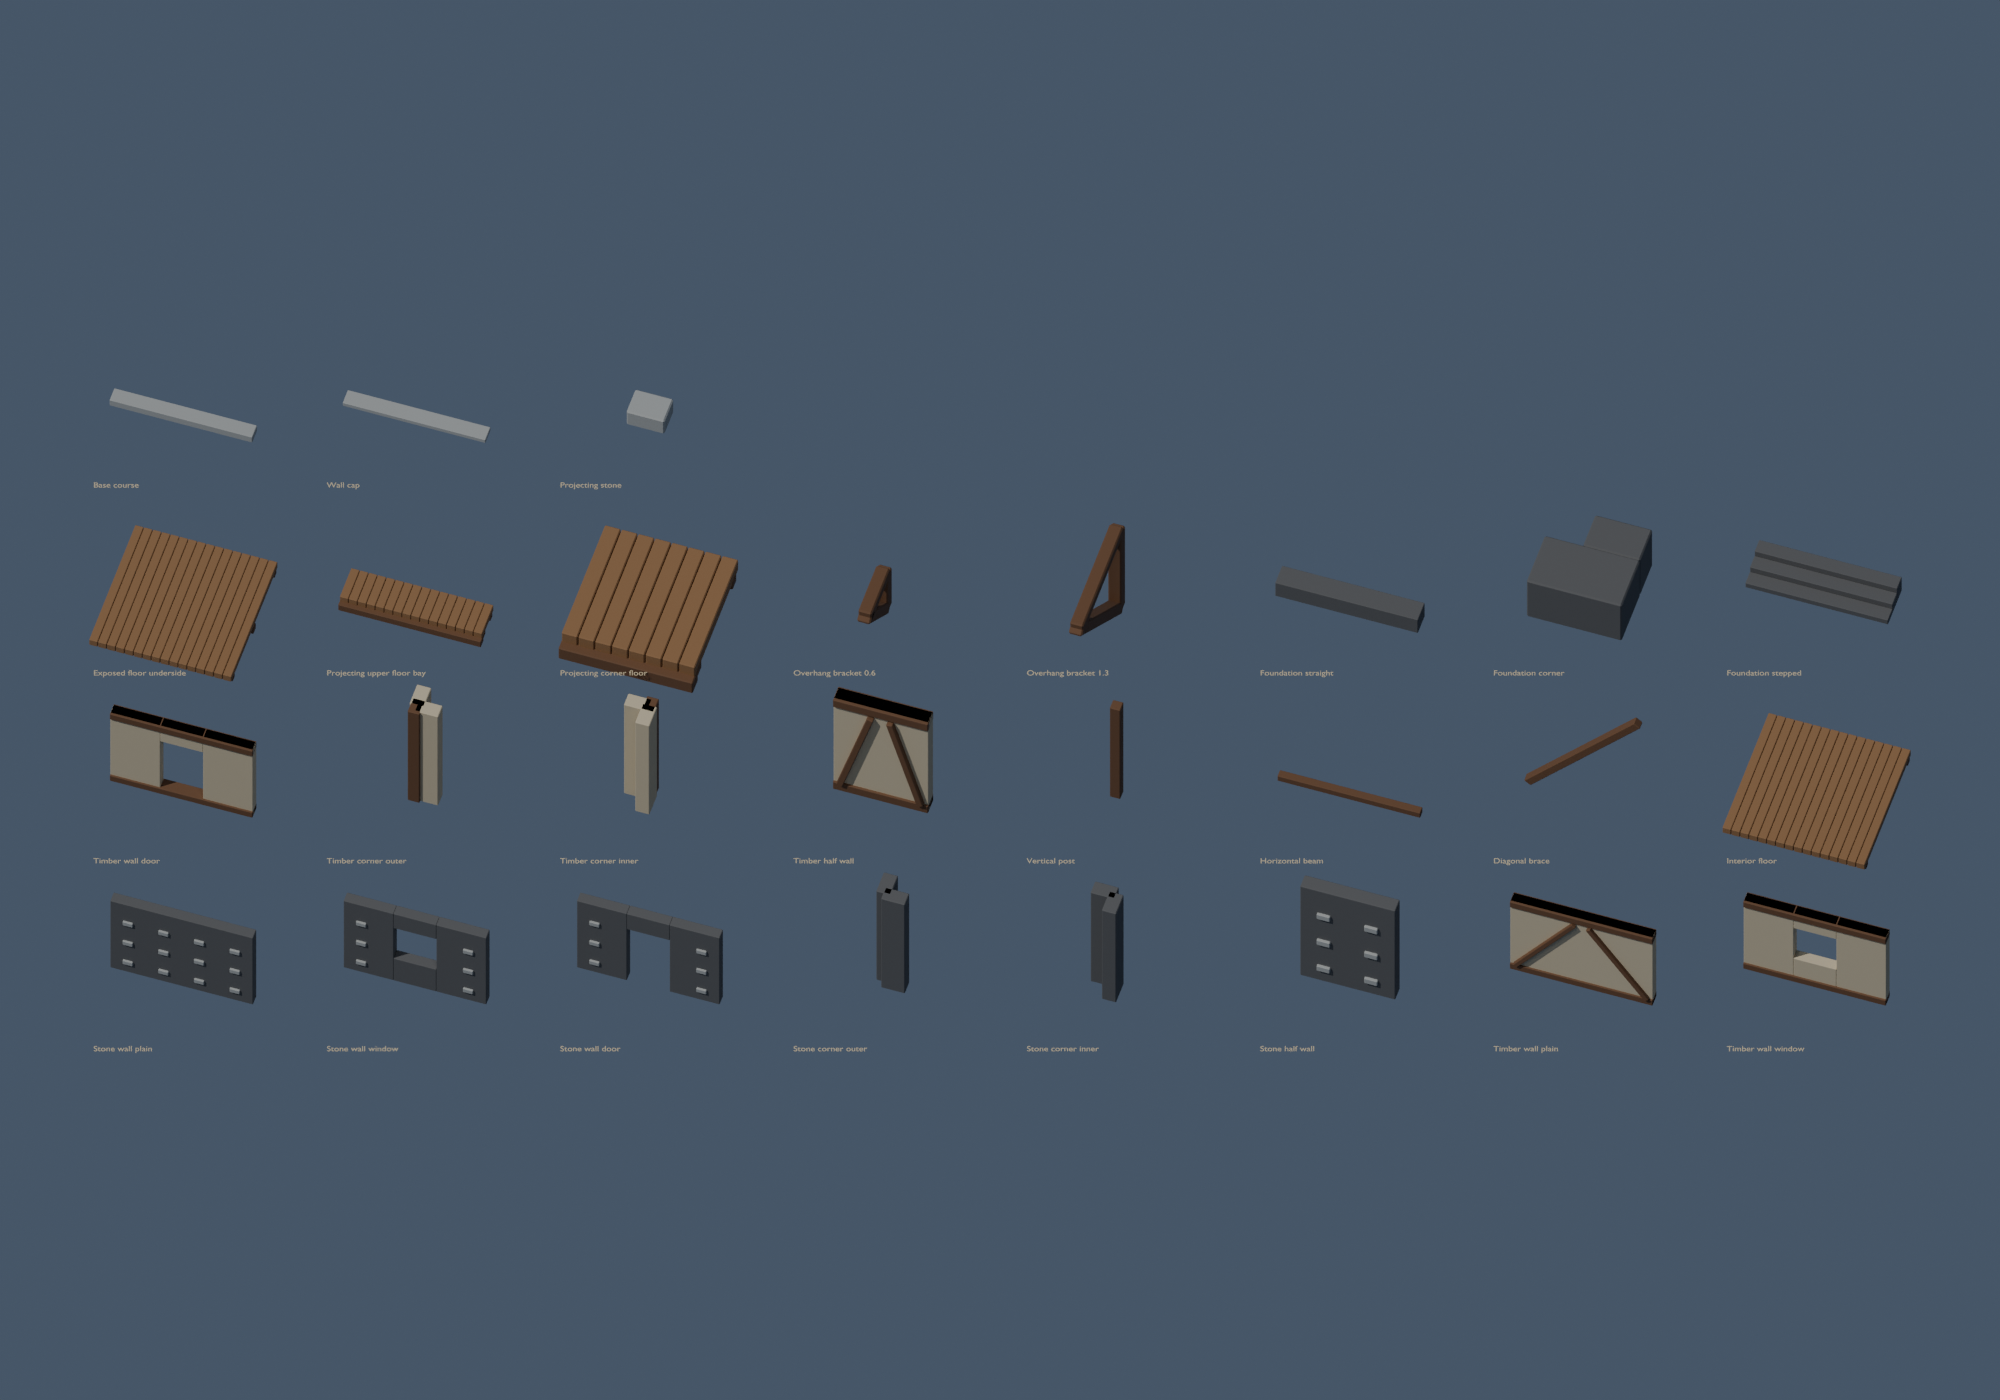 Base course
Wall cap
Projecting stone
Exposed floor underside
Projecting upper floor bay
Projecting corner floor
Overhang bracket 0.6
Overhang bracket 1.3
Foundation straight
Foundation corner
Foundation stepped
Timber wall door
Timber corner outer
Timber corner inner
Timber half wall
Vertical post
Horizontal beam
Diagonal brace
Interior floor
Stone wall plain
Stone wall window
Stone wall door
Stone corner outer
Stone corner inner
Stone half wall
Timber wall plain
Timber wall window